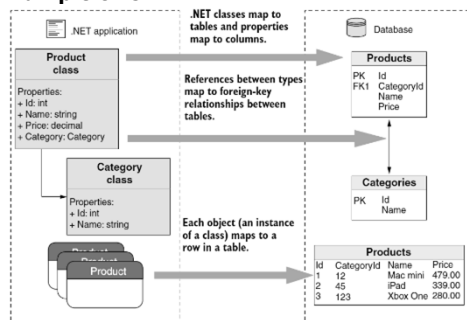 .NET application
.NET classes map to
tables and properties
map to columns.
Database
Product
class
Properties:
+ Id: int
+ Name: string
+ Price: decimal
+ Category: Category
References between types
map to foreign-key
relationships between
tables.
Products
PK Id
FK1 CategoryId
Name
Price
Category
class
Properties:
+ Id: int
+ Name: string
Categories
PK Id
Name
Each object (an instance
of a class) maps to a
row in a table.
Product
Product
Product
Products
Id CategoryId Name Price
1 12 Mac mini 479.00
2 45 iPad 339.00
3 123 Xbox One 280.00